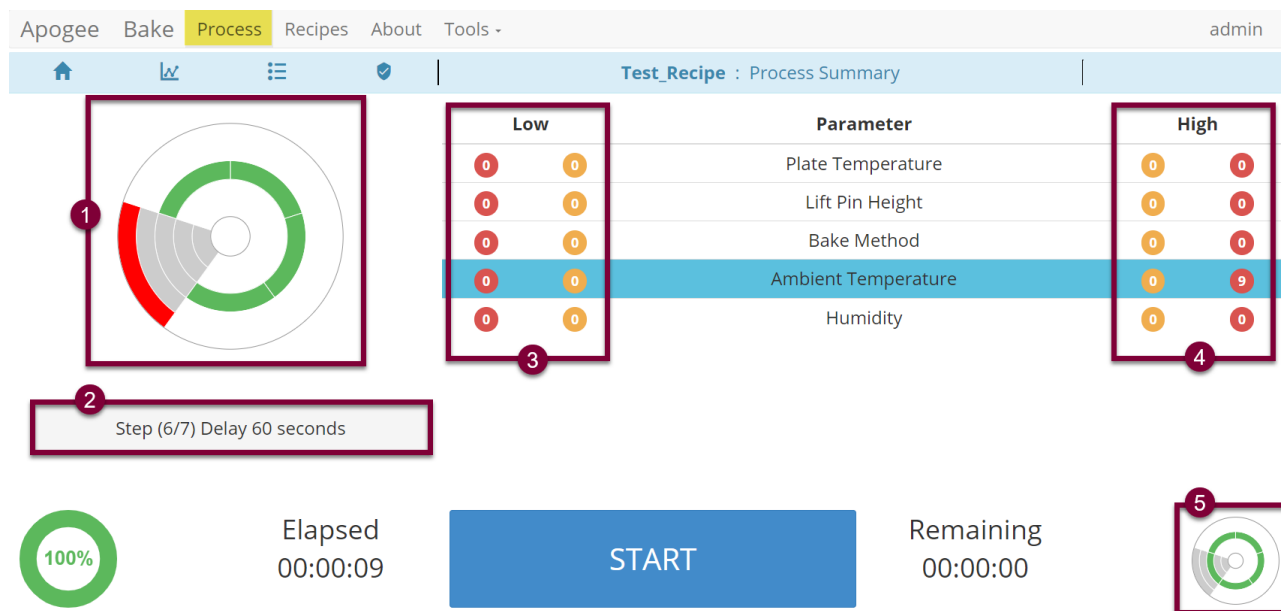 Apogee Bake Process Recipes About Tools admin
Test_Recipe : Process Summary
1
Low Parameter High
0 0 Plate Temperature 0 0
0 0 Lift Pin Height 0 0
0 0 Bake Method 0 0
0 0 Ambient Temperature 0 9
0 0 Humidity 0 0
3 4
2
Step (6/7) Delay 60 seconds
100%
Elapsed
00:00:09
START
Remaining
00:00:00
5